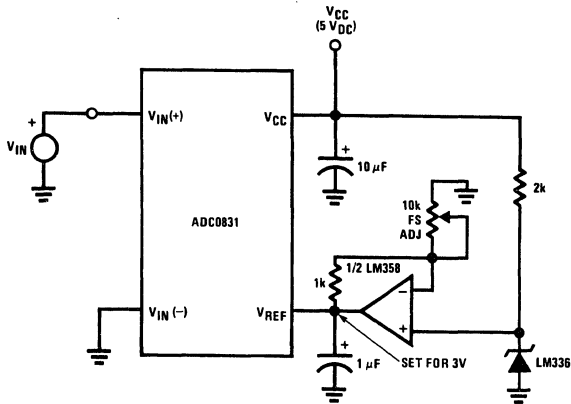 VCC
(5 VDC)
VIN(+)
VCC
+
VIN
+
10 µF
2k
10k
FS
ADJ
ADC0831
1/2 LM358
1k
−
VIN(−)
VREF
+
SET FOR 3V
+
1 µF
LM336